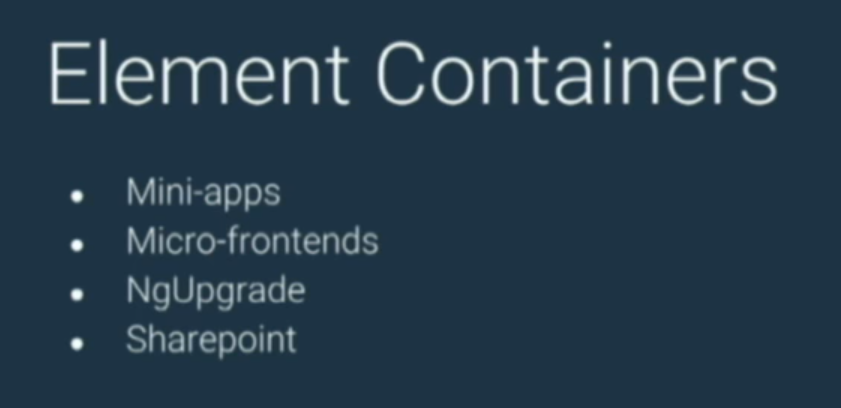 Element Containers
• Mini-apps
• Micro-frontends
• NgUpgrade
• Sharepoint